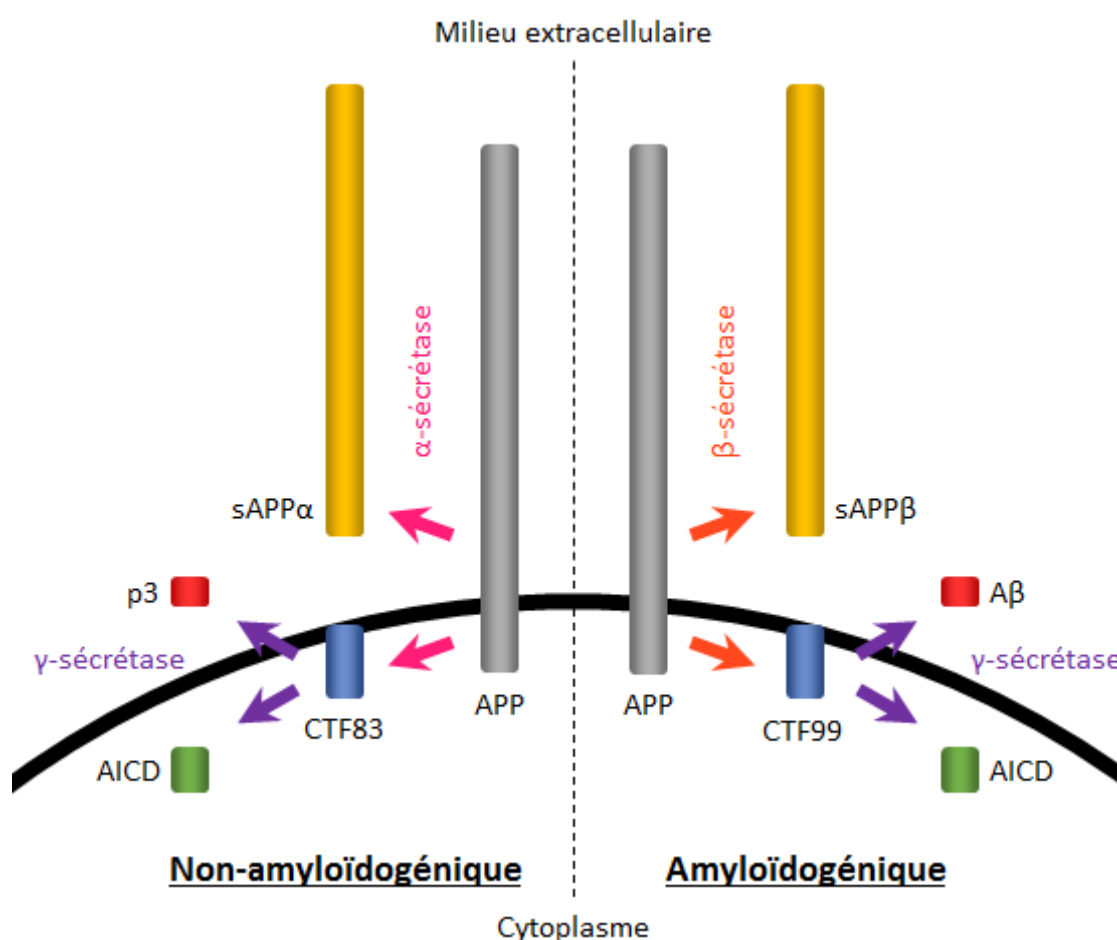 Milieu extracellulaire
α-sécrétase
β-sécrétase
sAPPα
sAPPβ
p3
Aβ
γ-sécrétase
γ-sécrétase
CTF83
APP
APP
CTF99
AICD
AICD
Non-amyloïdogénique
Amyloïdogénique
Cytoplasme